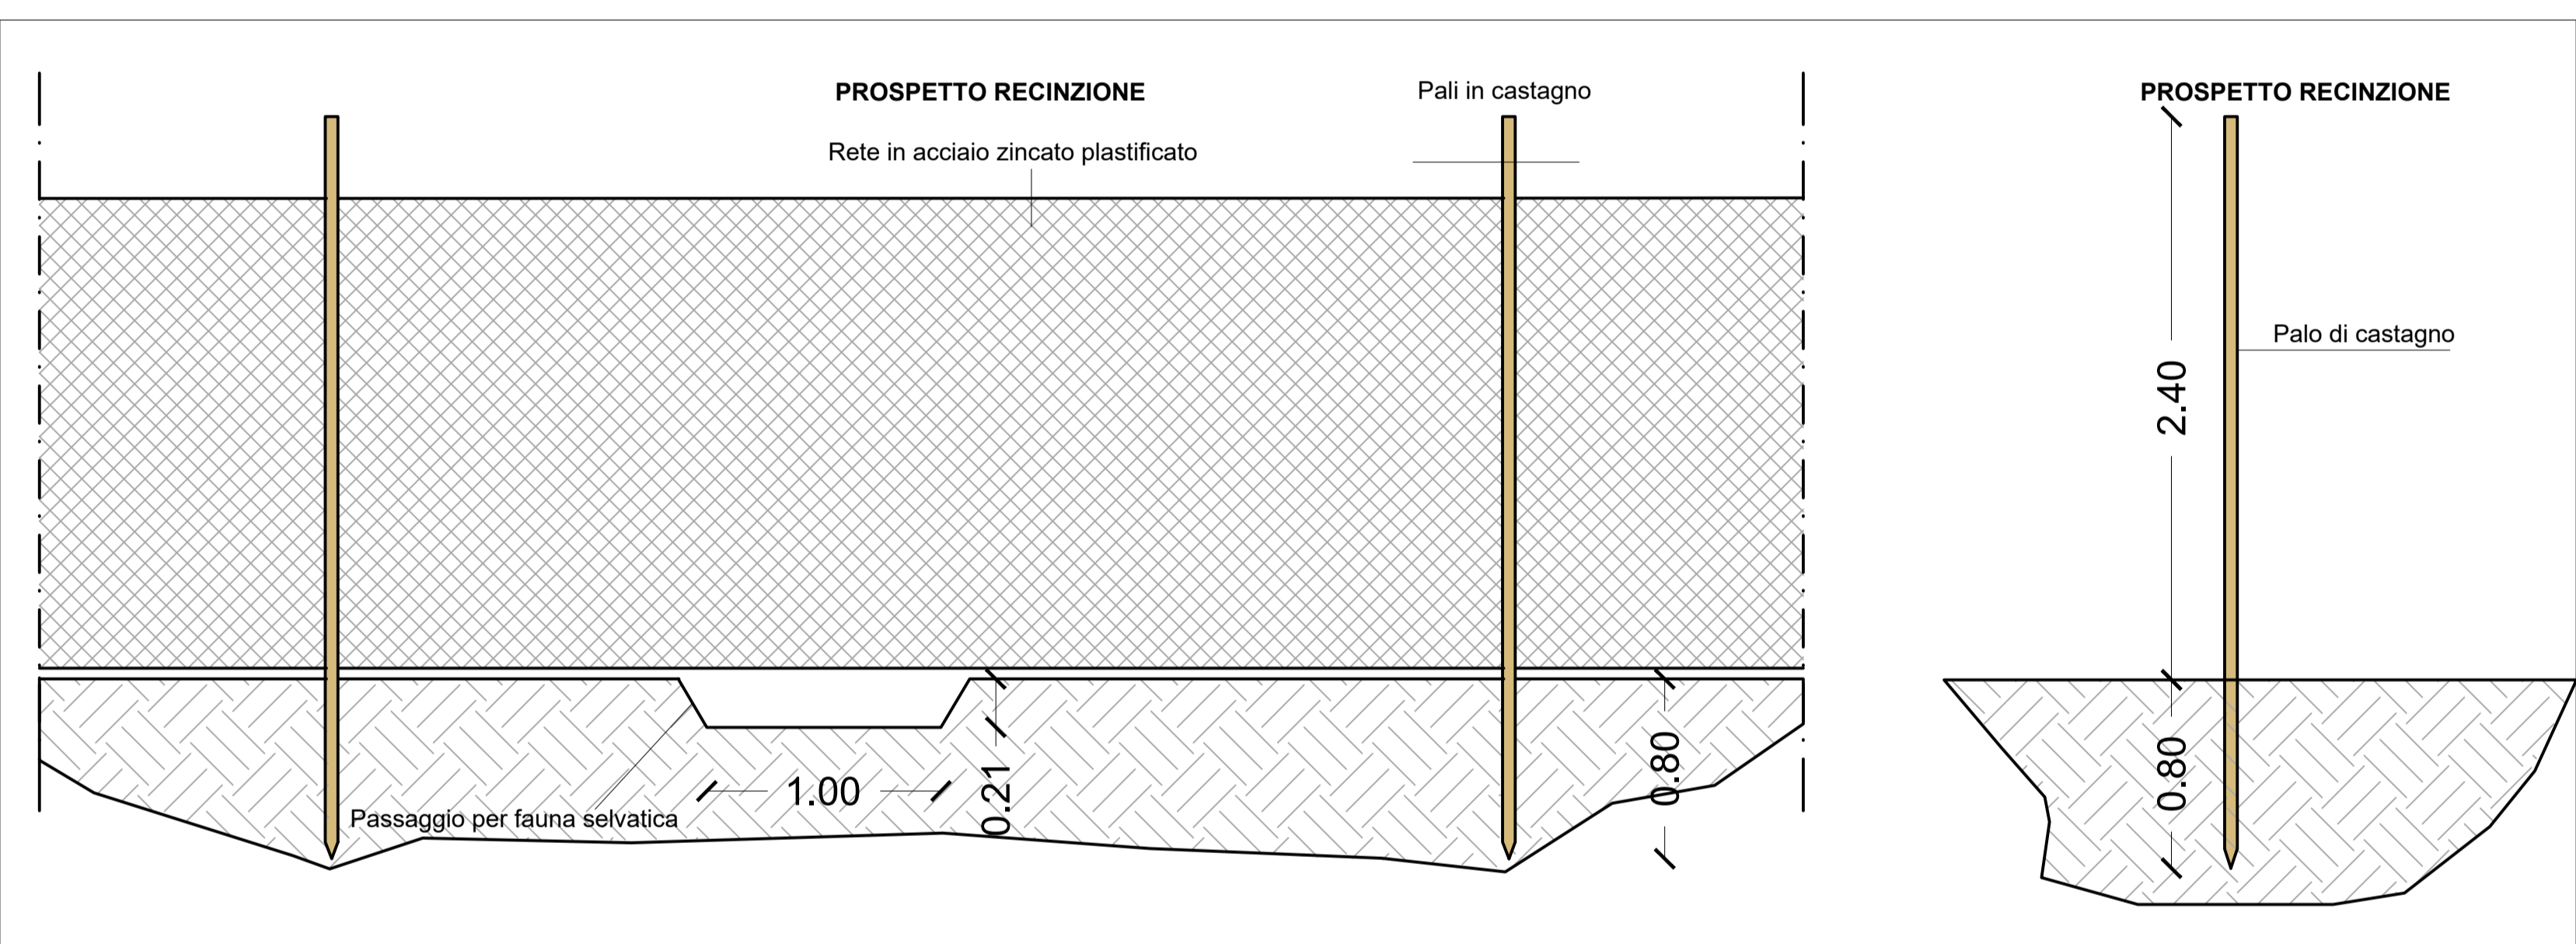 PROSPETTO RECINZIONE
Pali in castagno
Rete in acciaio zincato plastificato
1.00
0.21
0.80
Passaggio per fauna selvatica
PROSPETTO RECINZIONE
2.40
Palo di castagno
0.80